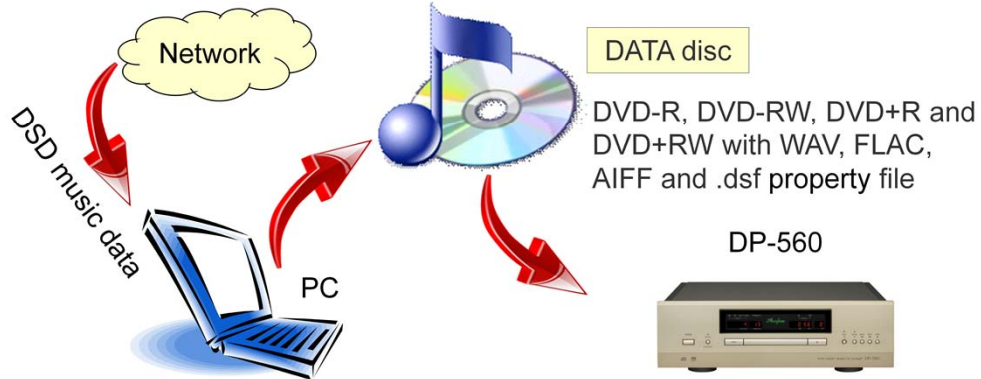 Network
DSD music data
PC
DATA disc
DVD-R, DVD-RW, DVD+R and
DVD+RW with WAV, FLAC,
AIFF and .dsf property file
DP-560
Accuphase